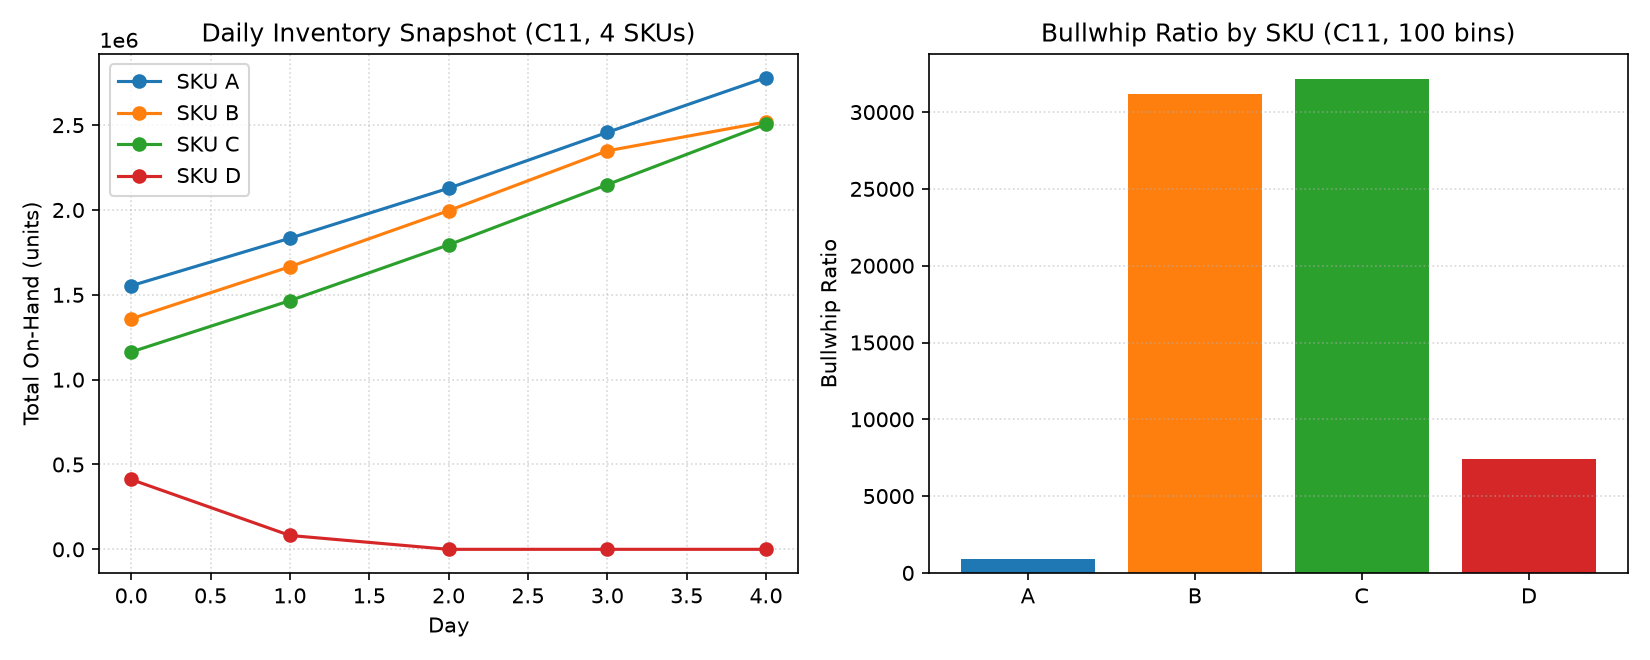 Daily Inventory Snapshot (C11, 4 SKUs)
1e6
SKU A
SKU B
SKU C
SKU D
Total On-Hand (units)
2.5
2.0
1.5
1.0
0.5
0.0
0.0 0.5 1.0 1.5 2.0 2.5 3.0 3.5 4.0
Day
Bullwhip Ratio by SKU (C11, 100 bins)
Bullwhip Ratio
30000
25000
20000
15000
10000
5000
0
A B C D